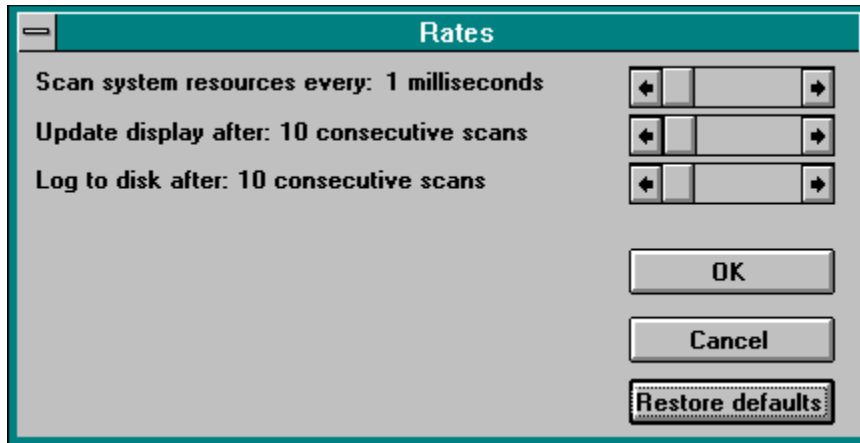 Rates
Scan system resources every: 1 milliseconds
Update display after: 10 consecutive scans
Log to disk after: 10 consecutive scans
OK
Cancel
Restore defaults